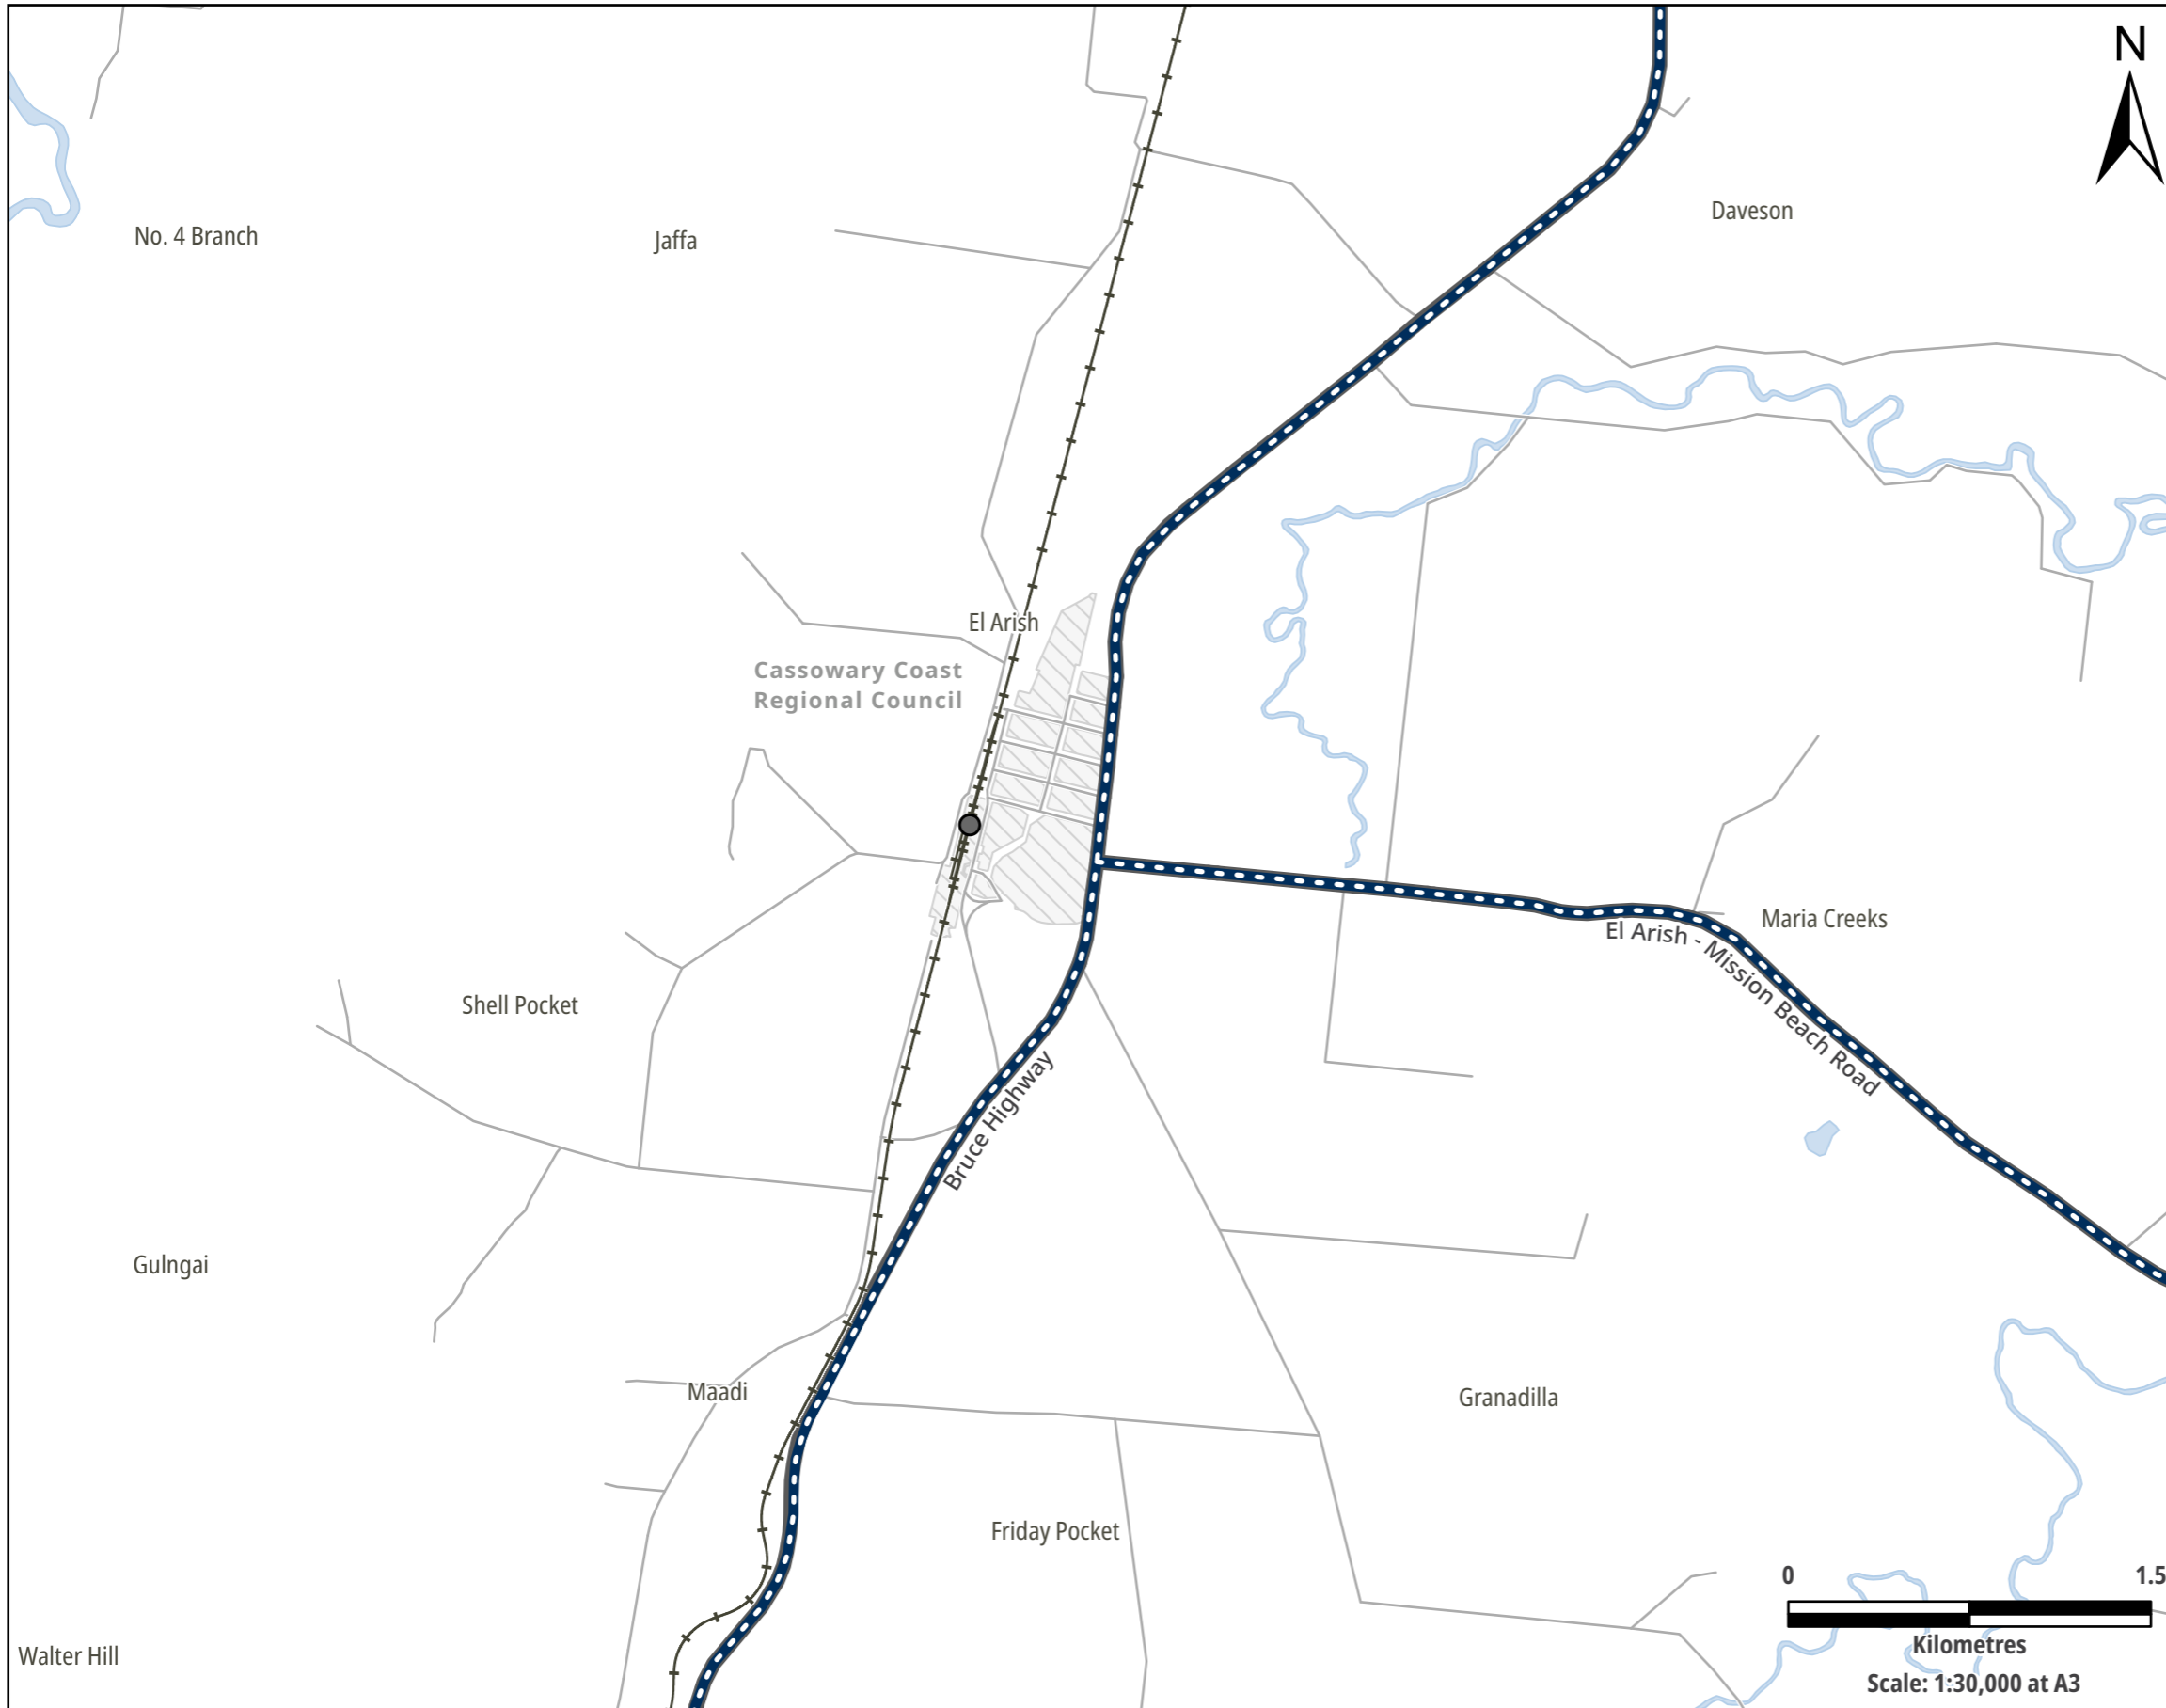 N
Daveson
No. 4 Branch
Jaffa
El Arish
Cassowary Coast
Regional Council
Maria Creeks
El Arish - Mission Beach Road
Shell Pocket
Bruce Highway
Gulngai
Maadi
Granadilla
Friday Pocket
0 1.5
Kilometres
Walter Hill
Scale: 1:30,000 at A3